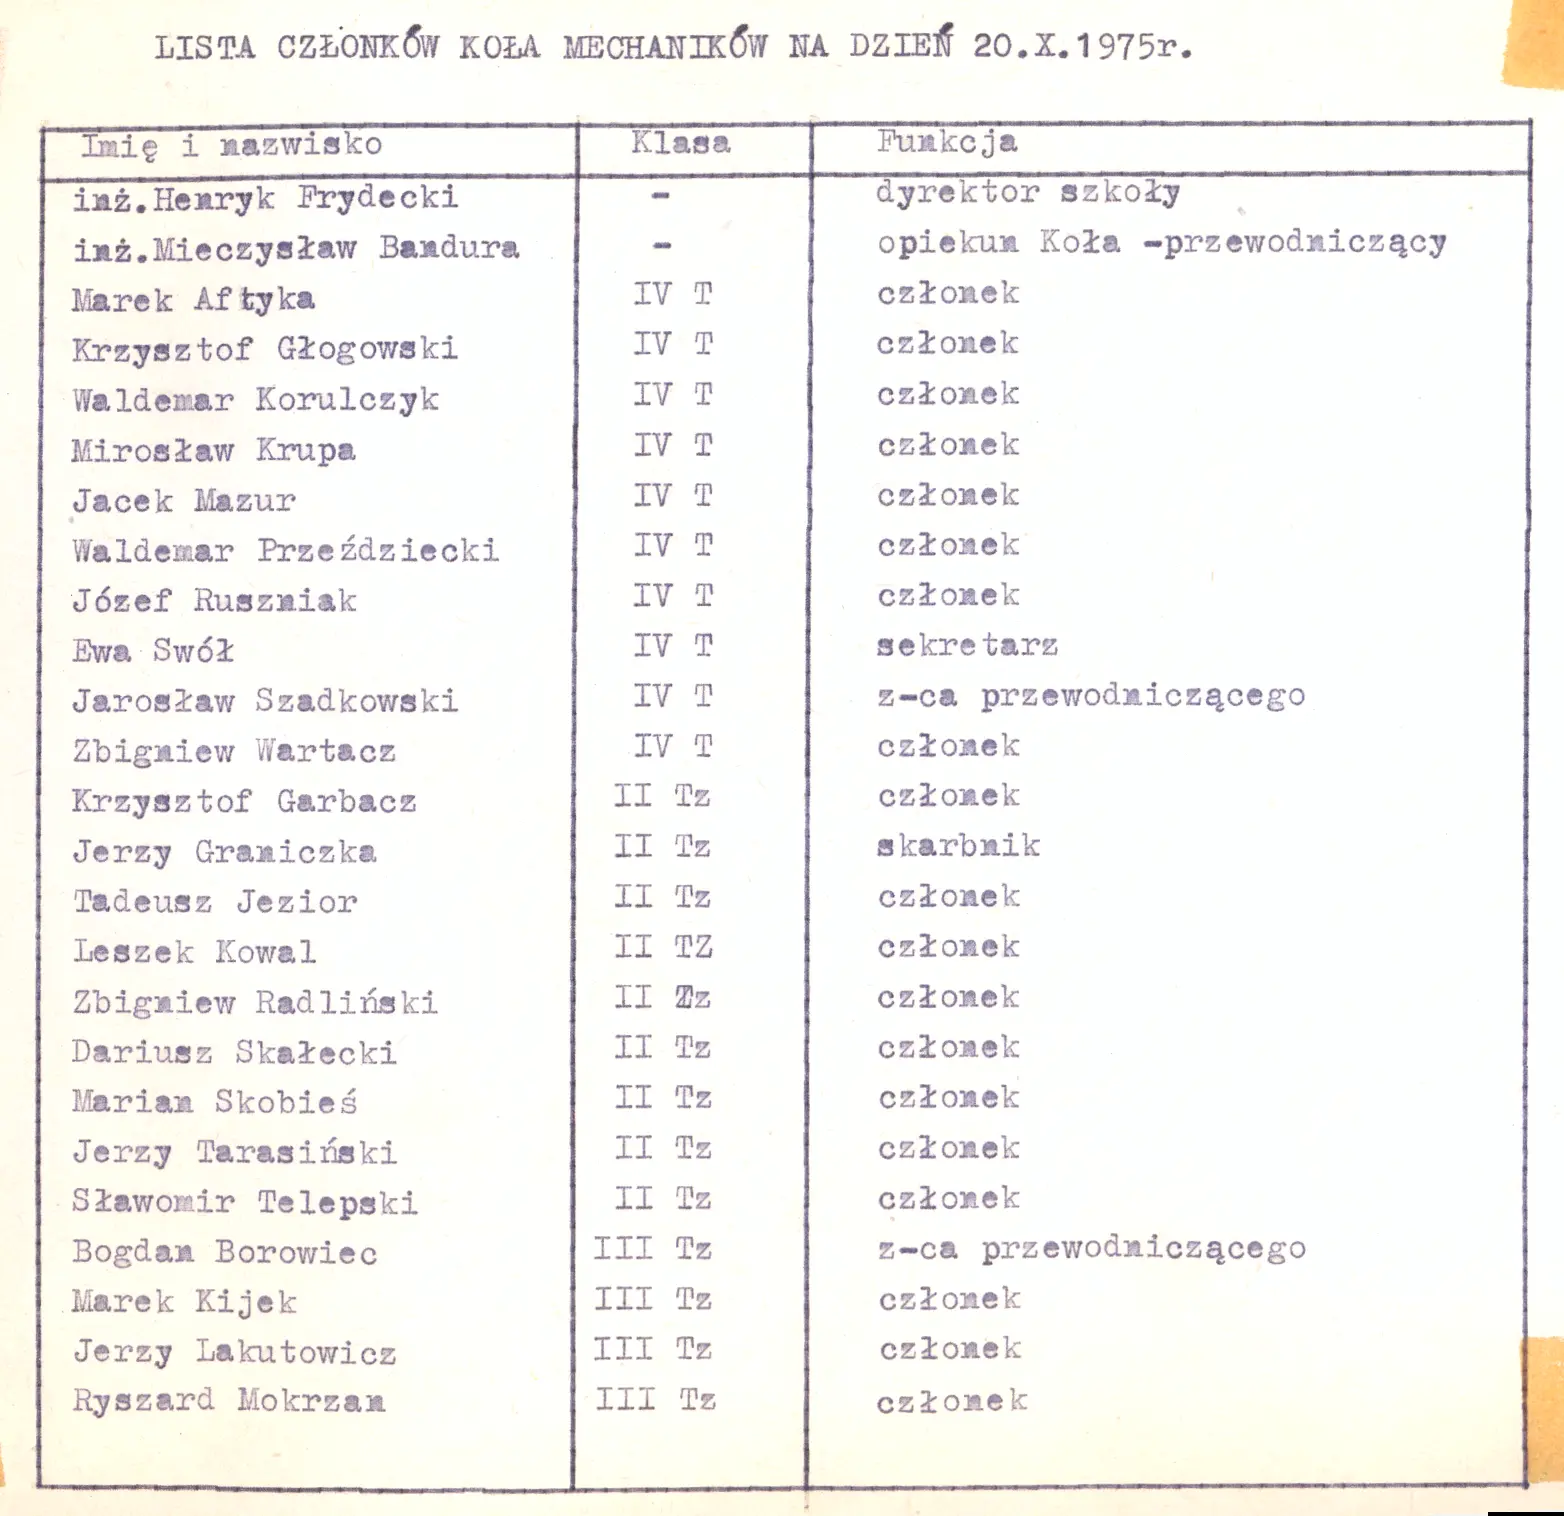 LISTA CZŁONKÓW KOŁA MECHANIKÓW NA DZIEŃ 20.X.1975r.
Imię i nazwisko Klasa Funkcja
inż.Henryk Frydecki - dyrektor szkoły
inż.Mieczysław Bandura - opiekun Koła -przewodniczący
Marek Aftyka IV T członek
Krzysztof Głogowski IV T członek
Waldemar Korulczyk IV T członek
Mirosław Krupa IV T członek
Jacek Mazur IV T członek
Waldemar Przeździecki IV T członek
Józef Ruszniak IV T członek
Ewa Swół IV T sekretarz
Jarosław Szadkowski IV T z-ca przewodniczącego
Zbigniew Wartacz IV T członek
Krzysztof Garbacz II Tz członek
Jerzy Graniczka II Tz skarbnik
Tadeusz Jezior II Tz członek
Leszek Kowal II TZ członek
Zbigniew Radliński II Tz członek
Dariusz Skałecki II Tz członek
Marian Skobieś II Tz członek
Jerzy Tarasiński II Tz członek
Sławomir Telepski II Tz członek
Bogdan Borowiec III Tz z-ca przewodniczącego
Marek Kijek III Tz członek
Jerzy Lakutowicz III Tz członek
Ryszard Mokrzan III Tz członek